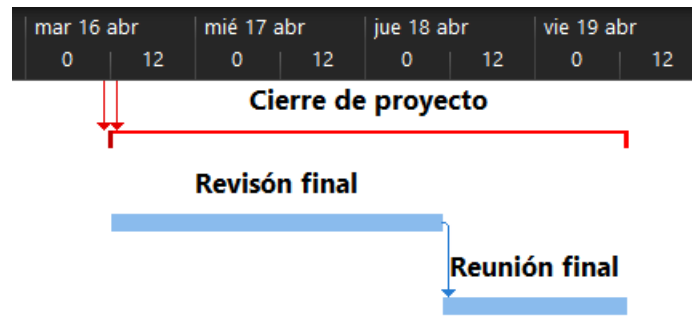 mar 16 abr mié 17 abr jue 18 abr vie 19 abr
0 12 0 12 0 12 0 12
Cierre de proyecto
Revisón final
Reunión final